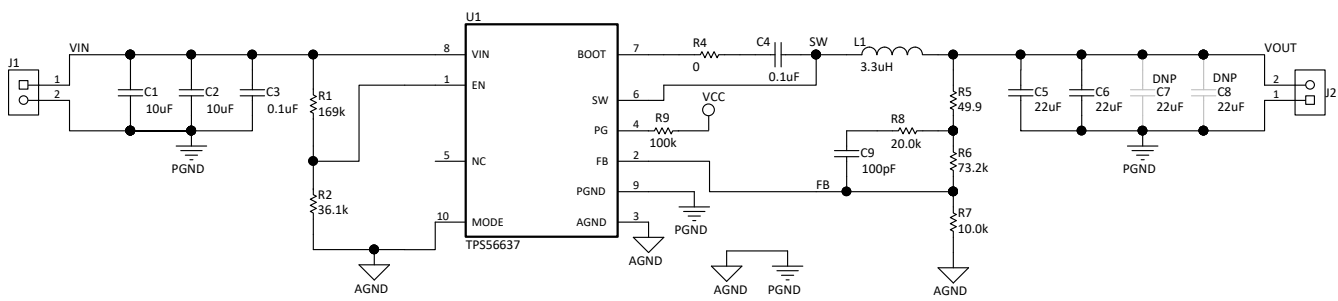 U1
VIN
8
VIN
BOOT
7
R4
0
C4
0.1uF
SW
L1
3.3uH
VOUT
J1
1
2
C1
10uF
C2
10uF
C3
0.1uF
R1
169k
1
EN
SW
6
VCC
R5
49.9
C5
22uF
C6
22uF
DNP
C7
22uF
DNP
C8
22uF
2
1
J2
PG
4
R9
100k
R8
20.0k
PGND
5
NC
FB
2
C9
100pF
R6
73.2k
PGND
R2
36.1k
PGND
9
FB
10
MODE
AGND
3
PGND
R7
10.0k
TPS56637
AGND
AGND
AGND
PGND
AGND